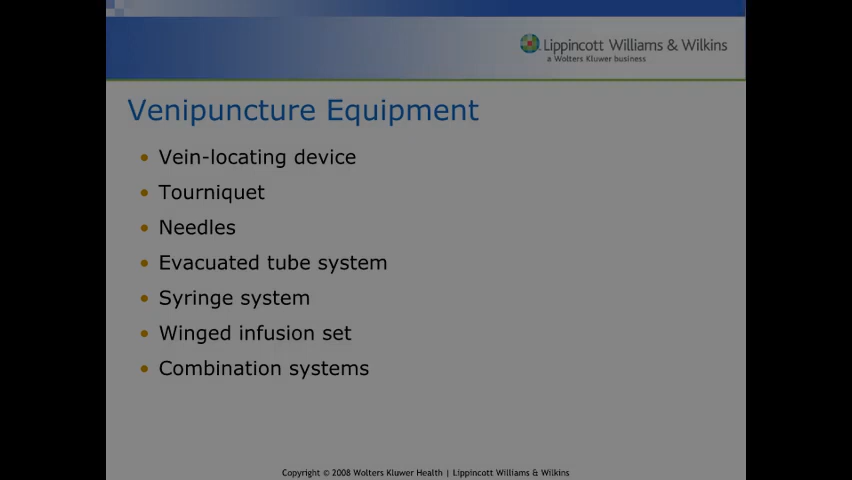 Lippincott Williams & Wilkins
a Wolters Kluwer business
Venipuncture Equipment
• Vein-locating device
• Tourniquet
• Needles
• Evacuated tube system
• Syringe system
• Winged infusion set
• Combination systems
Copyright © 2008 Wolters Kluwer Health | Lippincott Williams & Wilkins